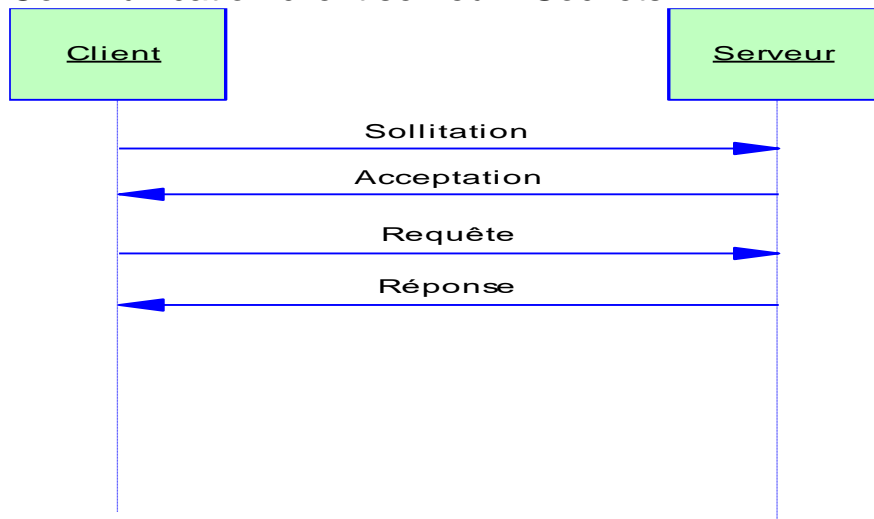 Client
Serveur
Sollitation
Acceptation
Requête
Réponse